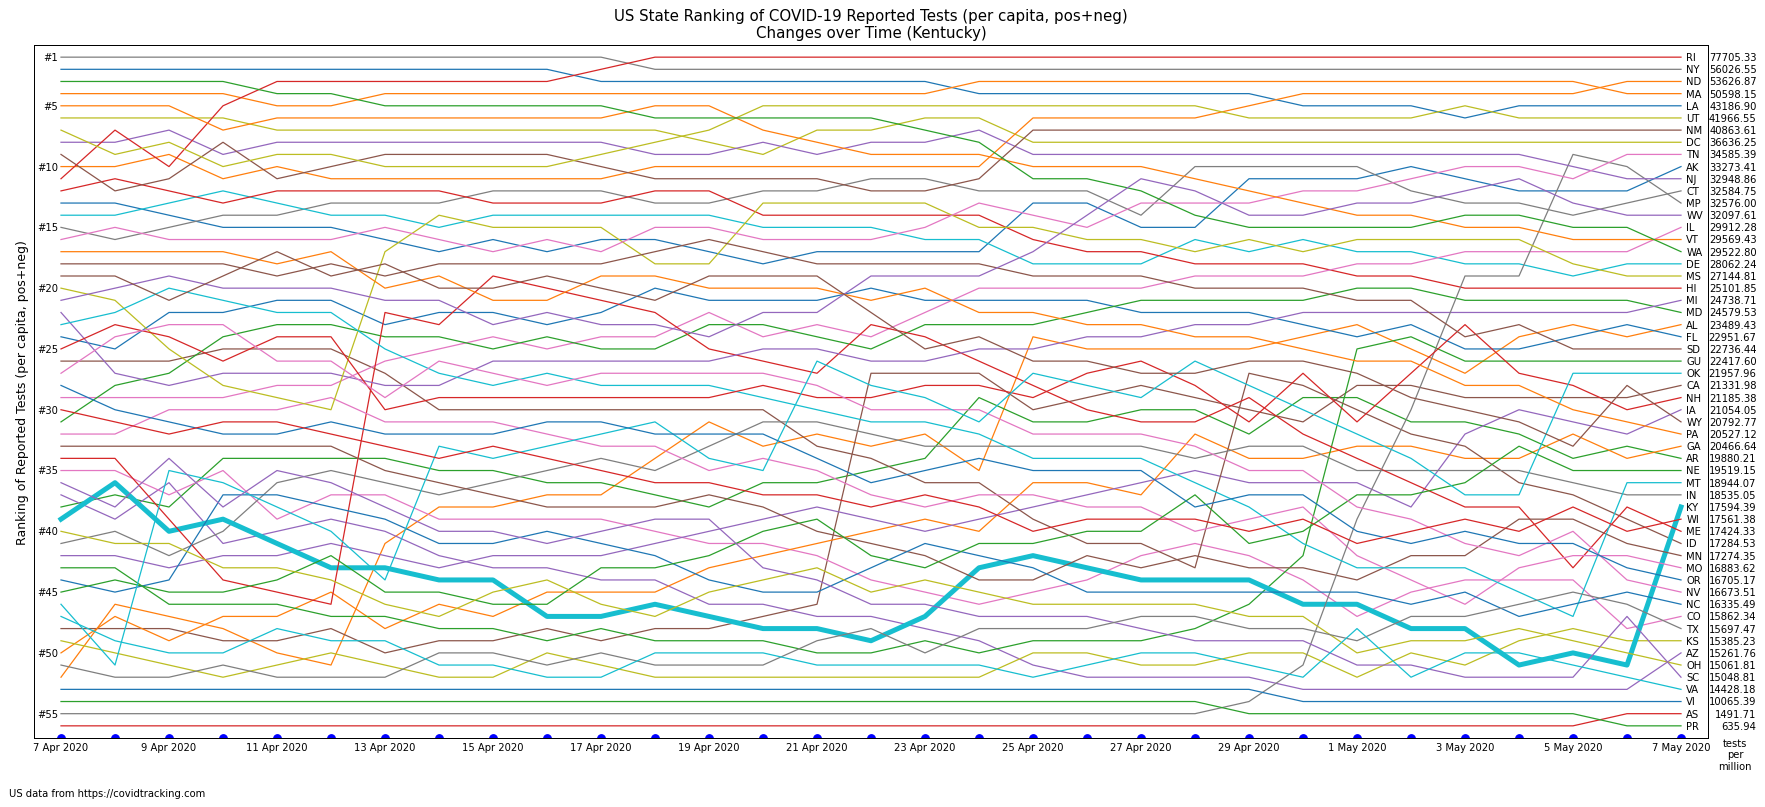 US State Ranking of COVID-19 Reported Tests (per capita, pos+neg)
Changes over Time (Kentucky)
Ranking of Reported Tests (per capita, pos+neg)
#1
#5
#10
#15
#20
#25
#30
#35
#40
#45
#50
#55
RI 77705.33
NY 56026.55
ND 53626.87
MA 50598.15
LA 43186.90
UT 41966.55
NM 40863.61
DC 36636.25
TN 34585.39
AK 33273.41
NJ 32948.86
CT 32584.75
MP 32576.00
WV 32097.61
IL 29912.28
VT 29569.43
WA 29522.80
DE 28062.24
MS 27144.81
HI 25101.85
MI 24738.71
MD 24579.53
AL 23489.43
FL 22951.67
SD 22736.44
GU 22417.60
OK 21957.96
CA 21331.98
NH 21185.38
IA 21054.05
WY 20792.77
PA 20527.12
GA 20466.64
AR 19880.21
NE 19519.15
MT 18944.07
IN 18535.05
KY 17594.39
WI 17561.38
ME 17424.33
ID 17284.53
MN 17274.35
MO 16883.62
OR 16705.17
NV 16673.51
NC 16335.49
CO 15862.34
TX 15697.47
KS 15385.23
AZ 15261.76
OH 15061.81
SC 15048.81
VA 14428.18
VI 10065.39
AS 1491.71
PR 635.94
7 Apr 2020 9 Apr 2020 11 Apr 2020 13 Apr 2020 15 Apr 2020 17 Apr 2020 19 Apr 2020 21 Apr 2020 23 Apr 2020 25 Apr 2020 27 Apr 2020 29 Apr 2020 1 May 2020 3 May 2020 5 May 2020 7 May 2020
tests
per
million
US data from https://covidtracking.com